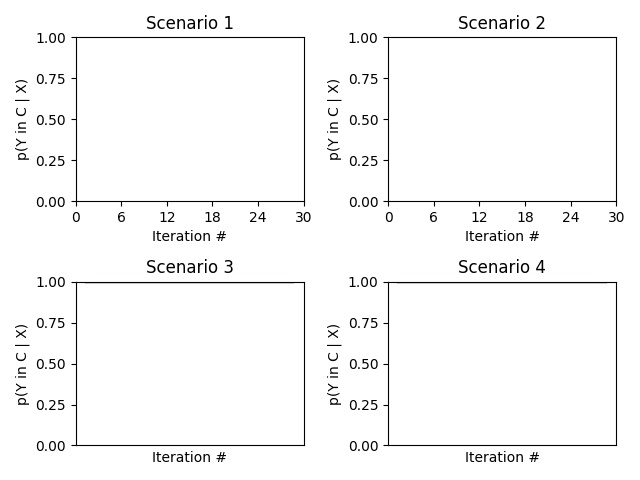 Scenario 1
1.00
0.75
0.50
0.25
0.00
p(Y in C | X)
0 6 12 18 24 30
Iteration #
Scenario 2
1.00
0.75
0.50
0.25
0.00
p(Y in C | X)
0 6 12 18 24 30
Iteration #
Scenario 3
1.00
0.75
0.50
0.25
0.00
p(Y in C | X)
Iteration #
Scenario 4
1.00
0.75
0.50
0.25
0.00
p(Y in C | X)
Iteration #